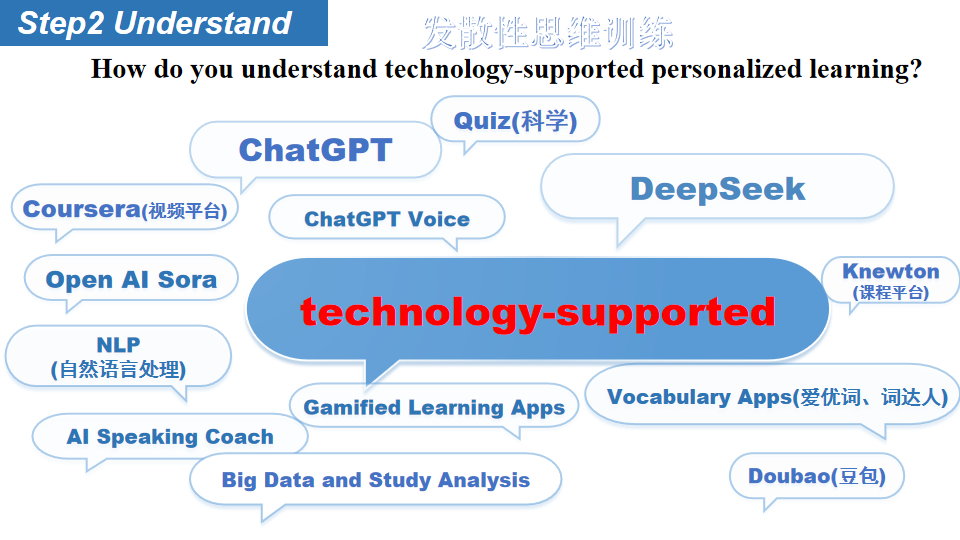 Step2 Understand
发散性思维训练
How do you understand technology-supported personalized learning?
Quiz(科学)
ChatGPT
DeepSeek
Coursera(视频平台)
ChatGPT Voice
Open AI Sora
Knewton
(课程平台)
technology-supported
NLP
(自然语言处理)
Gamified Learning Apps
Vocabulary Apps(爱优词、词达人)
AI Speaking Coach
Big Data and Study Analysis
Doubao(豆包)